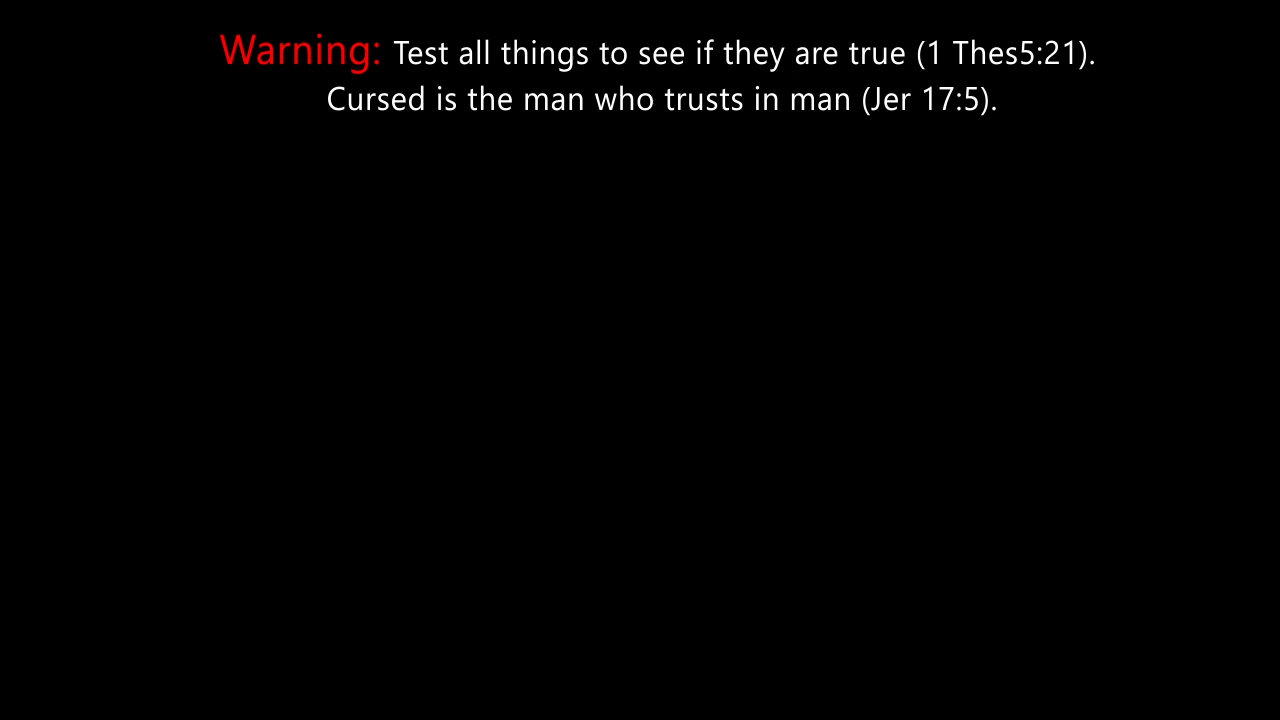 Warning: Test all things to see if they are true (1 Thes5:21).
Cursed is the man who trusts in man (Jer 17:5).